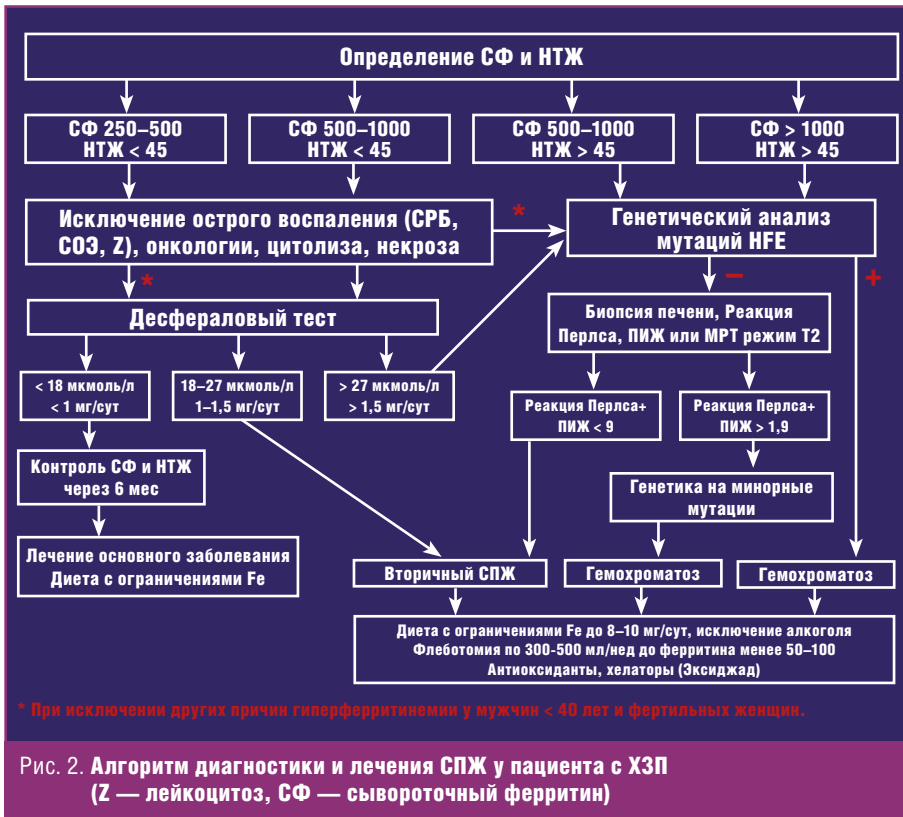 Определение СФ и НТЖ
СФ 250–500
НТЖ < 45
СФ 500–1000
НТЖ < 45
СФ 500–1000
НТЖ > 45
СФ > 1000
НТЖ > 45
Исключение острого воспаления (СРБ,
СОЭ, Z), онкологии, цитолиза, некроза
*
Генетический анализ
мутаций HFE
*
–
+
Десфераловый тест
Биопсия печени, Реакция
Перлса, ПИЖ или МРТ режим Т2
< 18 мкмоль/л
< 1 мг/сут
18–27 мкмоль/л
1–1,5 мг/сут
> 27 мкмоль/л
> 1,5 мг/сут
Реакция Перлса+
ПИЖ < 9
Реакция Перлса+
ПИЖ > 1,9
Контроль СФ и НТЖ
через 6 мес
Генетика на минорные
мутации
Лечение основного заболевания
Диета с ограничениями Fe
Вторичный СПЖ
Гемохроматоз
Гемохроматоз
Диета с ограничениями Fe до 8–10 мг/сут, исключение алкоголя
Флеботомия по 300-500 мл/нед до ферритина менее 50–100
Антиоксиданты, хелаторы (Эксиджад)
* При исключении других причин гиперферритинемии у мужчин < 40 лет и фертильных женщин.
Рис. 2. Алгоритм диагностики и лечения СПЖ у пациента с ХЗП
(Z — лейкоцитоз, СФ — сывороточный ферритин)